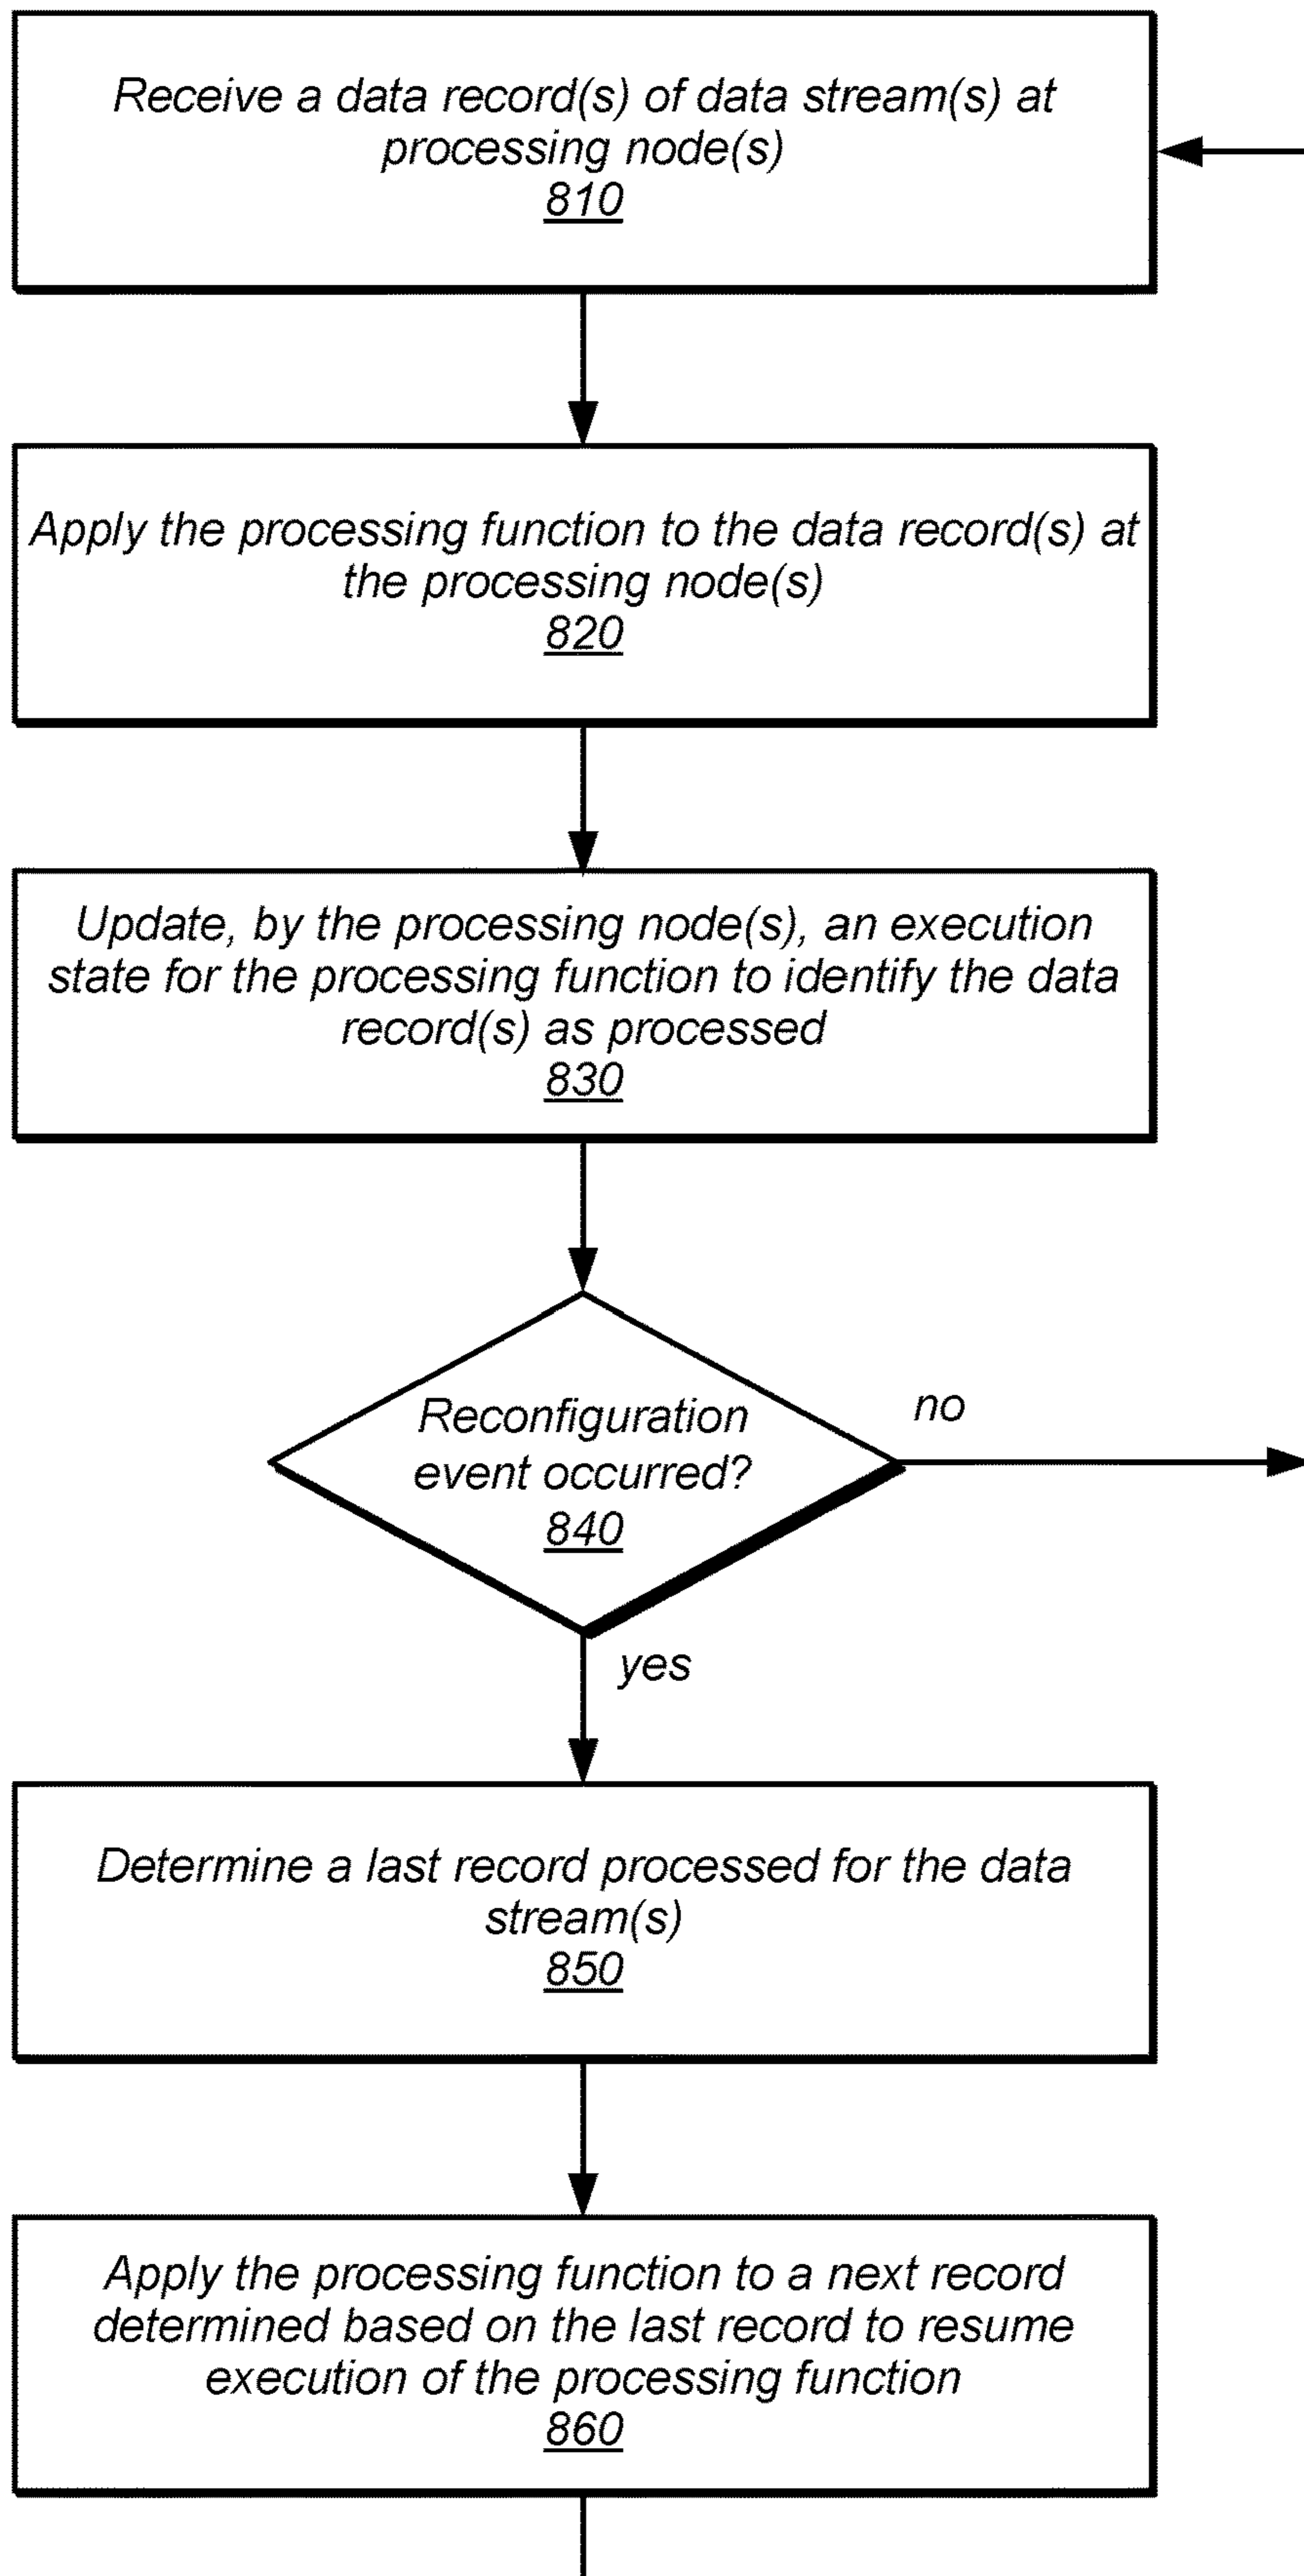 Receive a data record(s) of data stream(s) at
processing node(s)
810
Apply the processing function to the data record(s) at
the processing node(s)
820
Update, by the processing node(s), an execution
state for the processing function to identify the data
record(s) as processed
830
Reconfiguration
event occurred?
840
no
yes
Determine a last record processed for the data
stream(s)
850
Apply the processing function to a next record
determined based on the last record to resume
execution of the processing function
860